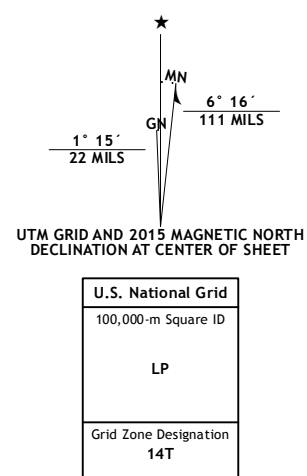 MN
GN
6° 16´
111 MILS
1° 15´
22 MILS
UTM GRID AND 2015 MAGNETIC NORTH
DECLINATION AT CENTER OF SHEET
U.S. National Grid
100,000-m Square ID
LP
Grid Zone Designation
14T